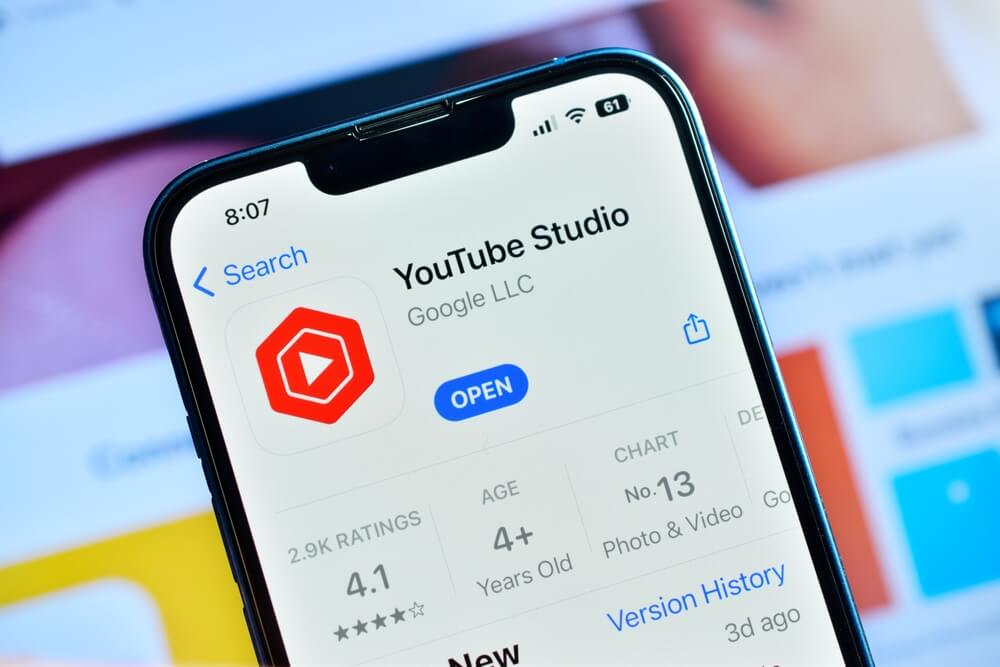 8:07
61
Search
YouTube Studio
Google LLC
OPEN
2.9K RATINGS
4.1
AGE
4+
Years Old
CHART
No.13
Photo & Video
DE
Go
New
Version History
3d ago